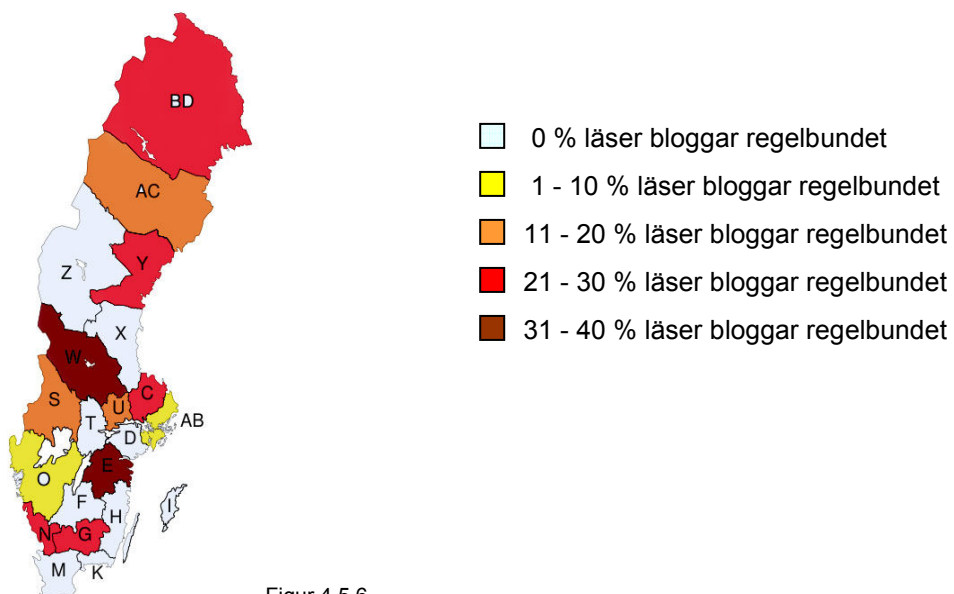 BD
AC
Z
Y
X
W
S
T
U
C
AB
D
O
E
F
H
I
N
G
M
K
0 % läser bloggar regelbundet
1 - 10 % läser bloggar regelbundet
11 - 20 % läser bloggar regelbundet
21 - 30 % läser bloggar regelbundet
31 - 40 % läser bloggar regelbundet
Figur 4.5.6